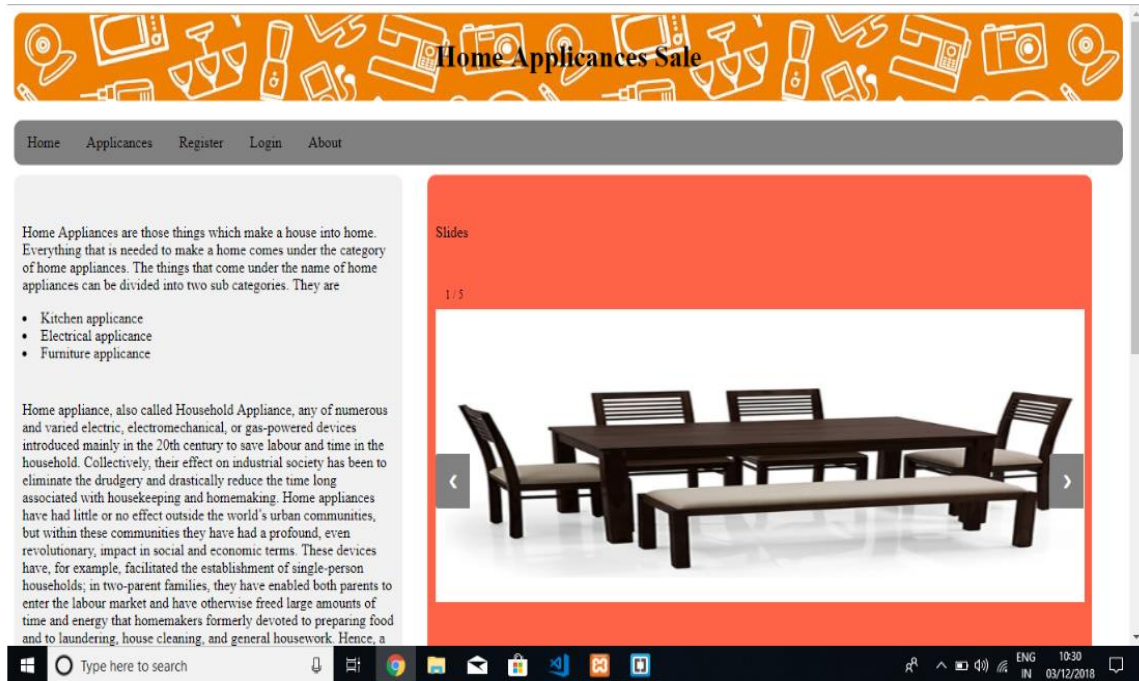 Home Applicances Sale
Home Applicances Register Login About
Home Appliances are those things which make a house into home.
Everything that is needed to make a home comes under the category
of home appliances. The things that come under the name of home
appliances can be divided into two sub categories. They are
• Kitchen applicance
• Electrical applicance
• Furniture applicance
Home appliance, also called Household Appliance, any of numerous
and varied electric, electromechanical, or gas-powered devices
introduced mainly in the 20th century to save labour and time in the
household. Collectively, their effect on industrial society has been to
eliminate the drudgery and drastically reduce the time long
associated with housekeeping and homemaking. Home appliances
have had little or no effect outside the world's urban communities,
but within these communities they have had a profound, even
revolutionary, impact in social and economic terms. These devices
have, for example, facilitated the establishment of single-person
households; in two-parent families, they have enabled both parents to
enter the labour market and have otherwise freed large amounts of
time and energy that homemakers formerly devoted to preparing food
and to laundering, house cleaning, and general housework. Hence, a
Slides
1 / 5
❮ ❯
Type here to search
ENG
IN
10:30
03/12/2018